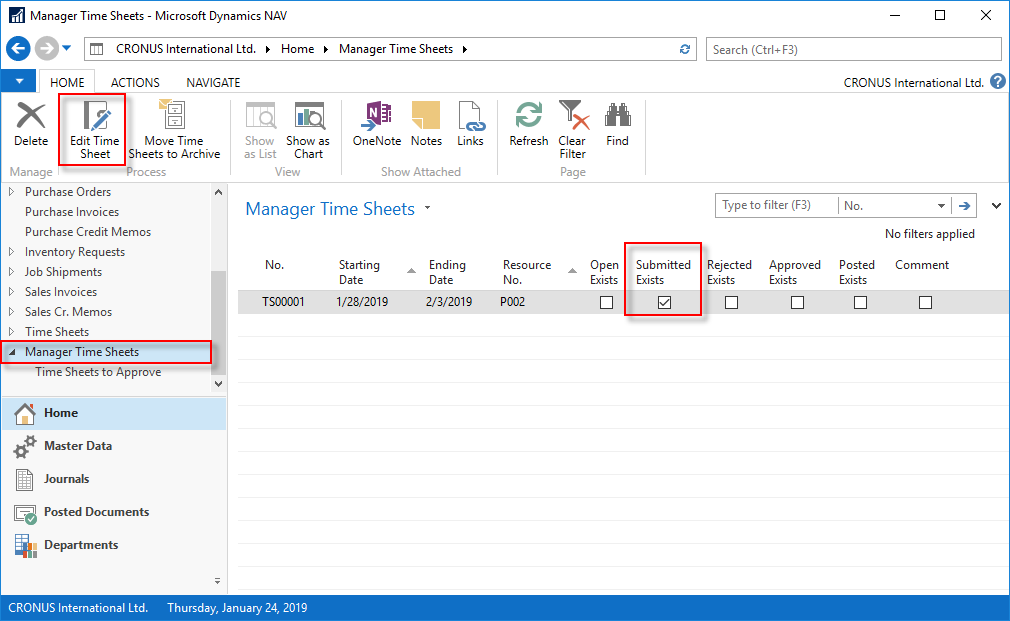 Manager Time Sheets - Microsoft Dynamics NAV
CRONUS International Ltd. Home Manager Time Sheets
Search (Ctrl+F3)
HOME ACTIONS NAVIGATE
CRONUS International Ltd. ?
Delete
Edit Time
Sheet
Move Time
Sheets to Archive
Show
as List
Show as
Chart
OneNote
Notes
Links
Refresh
Clear
Filter
Find
Manage
Process
View
Show Attached
Page
Purchase Orders
Purchase Invoices
Purchase Credit Memos
Inventory Requests
Job Shipments
Sales Invoices
Sales Cr. Memos
Time Sheets
Manager Time Sheets
Time Sheets to Approve
Home
Master Data
Journals
Posted Documents
Departments
Manager Time Sheets
Type to filter (F3)
No.
No filters applied
No.
Starting
Date
Ending
Date
Resource
No.
Open
Exists
Submitted
Exists
Rejected
Exists
Approved
Exists
Posted
Exists
Comment
TS00001 1/28/2019 2/3/2019 P002
CRONUS International Ltd. Thursday, January 24, 2019